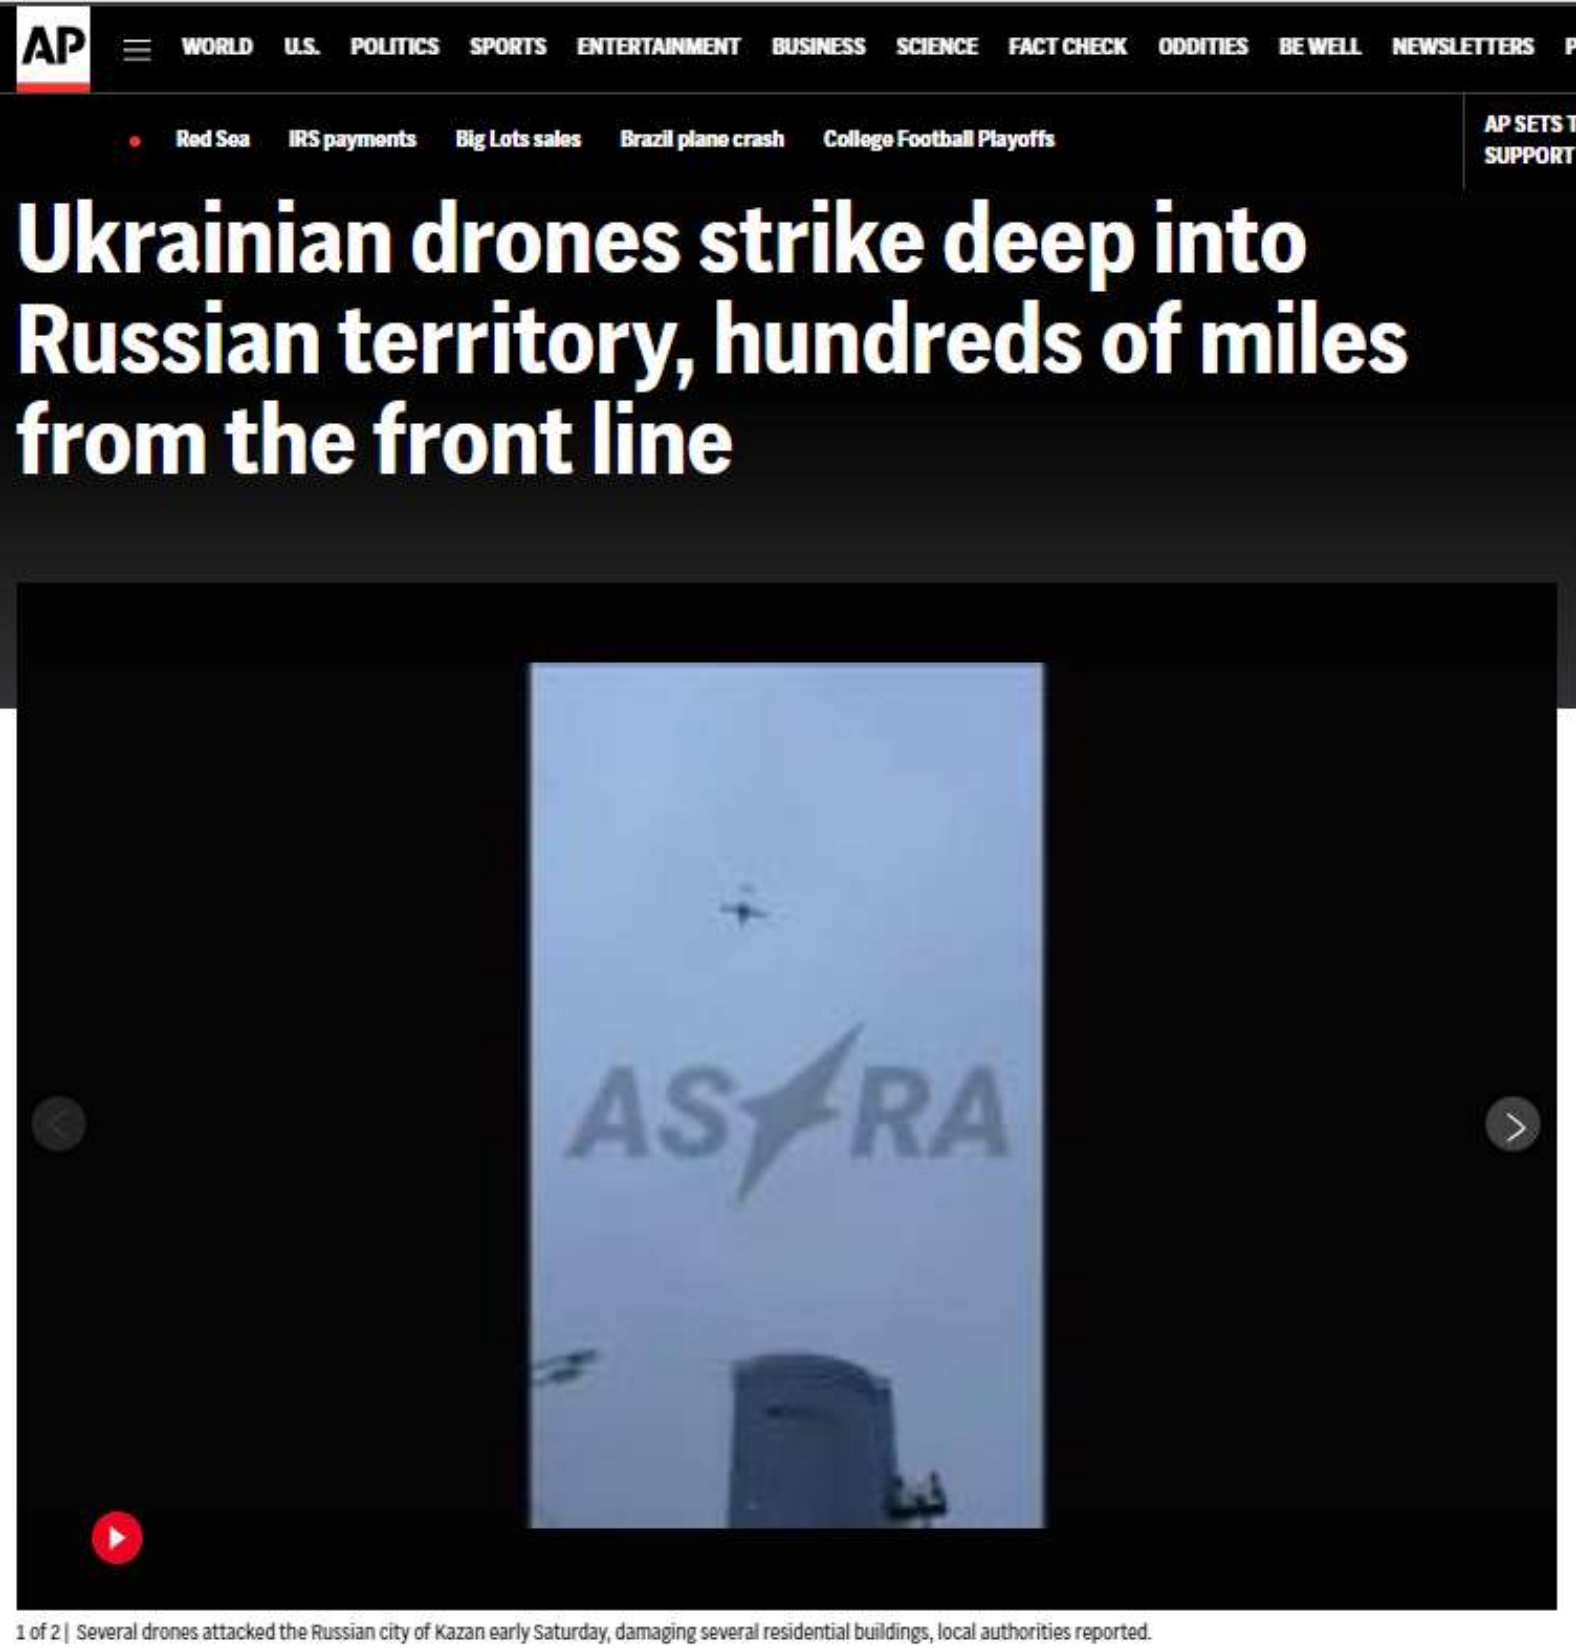 AP
WORLD U.S. POLITICS SPORTS ENTERTAINMENT BUSINESS SCIENCE FACT CHECK ODDITIES BE WELL NEWSLETTERS P
Red Sea IRS payments Big Lots sales Brazil plane crash College Football Playoffs
AP SETS T
SUPPORT
Ukrainian drones strike deep into
Russian territory, hundreds of miles
from the front line
ASTRA
1 of 2 | Several drones attacked the Russian city of Kazan early Saturday, damaging several residential buildings, local authorities reported.